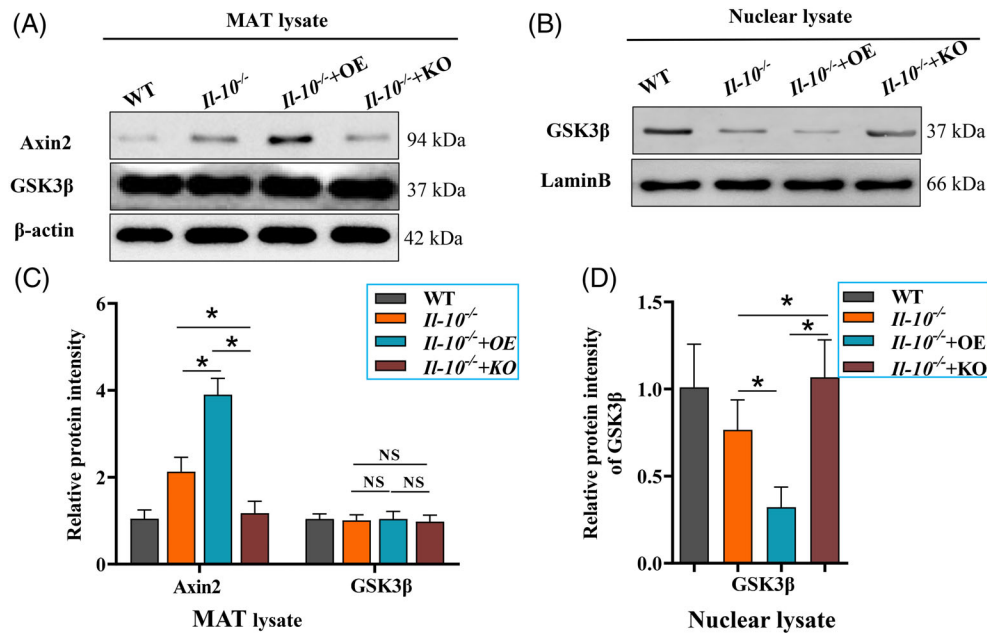 (A)
MAT lysate
WT Il-10-/- Il-10-/-+OE Il-10-/-+KO
Axin2 94 kDa
GSK3β 37 kDa
β-actin 42 kDa
(B)
Nuclear lysate
WT Il-10-/- Il-10-/-+OE Il-10-/-+KO
GSK3β 37 kDa
LaminB 66 kDa
(C)
WT
Il-10-/-
Il-10-/-+OE
Il-10-/-+KO
Relative protein intensity
6
4
2
0
*
* *
NS
NS NS
Axin2 GSK3β
MAT lysate
(D)
WT
Il-10-/-
Il-10-/-+OE
Il-10-/-+KO
Relative protein intensity
of GSK3β
1.5
1.0
0.5
0.0
*
*
*
GSK3β
Nuclear lysate